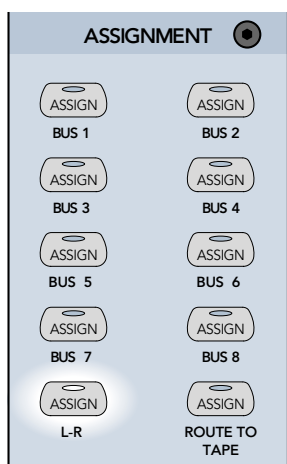 ASSIGNMENT
ASSIGN ASSIGN
BUS 1 BUS 2
ASSIGN ASSIGN
BUS 3 BUS 4
ASSIGN ASSIGN
BUS 5 BUS 6
ASSIGN ASSIGN
BUS 7 BUS 8
ASSIGN ASSIGN
L-R ROUTE TO
TAPE